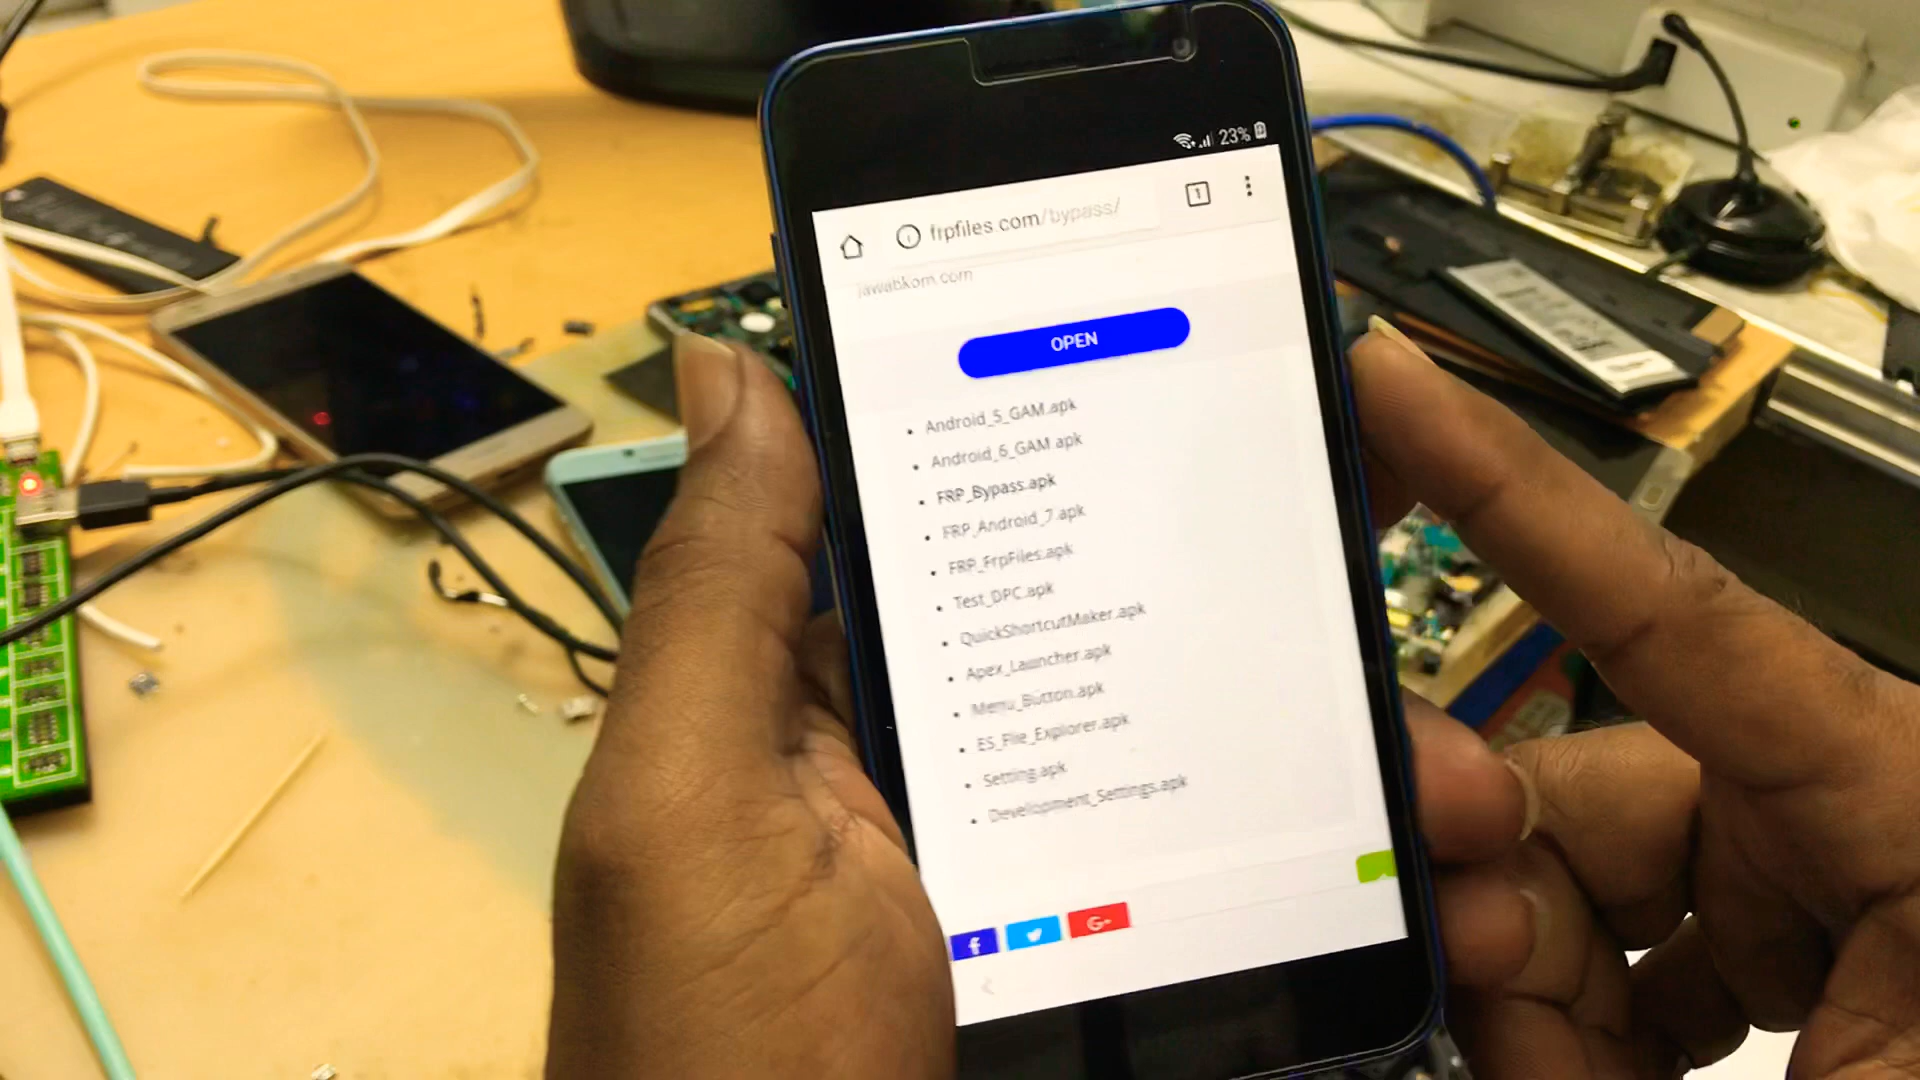 23%
frpfiles.com/bypass/
1
jawabkom.com
OPEN
Android_5_GAM.apk
Android_6_GAM.apk
FRP_Bypass.apk
FRP_Android_7.apk
FRP_FrpFiles.apk
Test_DPC.apk
QuickShortcutMaker.apk
Apex_Launcher.apk
Menu_Button.apk
ES_File_Explorer.apk
Setting.apk
Development_Settings.apk
f
G+